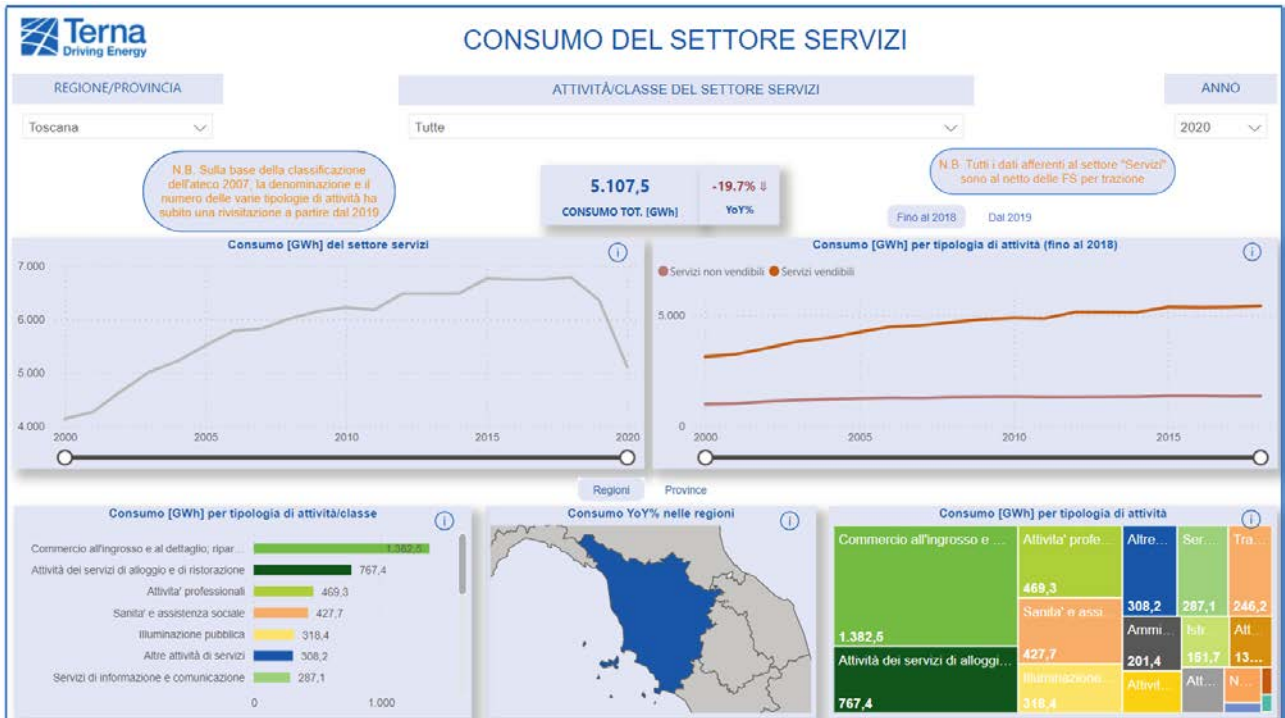 Terna
Driving Energy
CONSUMO DEL SETTORE SERVIZI
REGIONE/PROVINCIA
ATTIVITÀ/CLASSE DEL SETTORE SERVIZI
ANNO
Toscana
Tutte
2020
N.B. Sulla base della classificazione
dell'ateco 2007, la denominazione e il
numero delle varie tipologie di attività ha
subito una rivisitazione a partire dal 2019
5.107,5
CONSUMO TOT. [GWh]
-19.7% ⇓
YoY%
N.B. Tutti i dati afferenti al settore "Servizi"
sono al netto delle FS per trazione
Fino al 2018
Dal 2019
Consumo [GWh] del settore servizi
7.000
6.000
5.000
4.000
2000
2005
2010
2015
2020
Consumo [GWh] per tipologia di attività (fino al 2018)
Servizi non vendibili
Servizi vendibili
5.000
0
2000
2005
2010
2015
Regioni
Province
Consumo [GWh] per tipologia di attività/classe
Commercio all'ingrosso e al dettaglio; ripar...
1.382,5
Attività dei servizi di alloggio e di ristorazione
767,4
Attivita' professionali
469,3
Sanita' e assistenza sociale
427,7
Illuminazione pubblica
318,4
Altre attività di servizi
308,2
Servizi di informazione e comunicazione
287,1
0
1.000
Consumo YoY% nelle regioni
Consumo [GWh] per tipologia di attività
Commercio all'ingrosso e ...
1.382,5
Attività dei servizi di alloggi...
767,4
Attivita' profe...
469,3
Sanita' e assi...
427,7
Illuminazione...
318,4
Altre...
308,2
Ser...
287,1
Tra...
246,2
Ammi...
201,4
Istr...
151,7
Att...
13...
Attivit...
Att...
N...